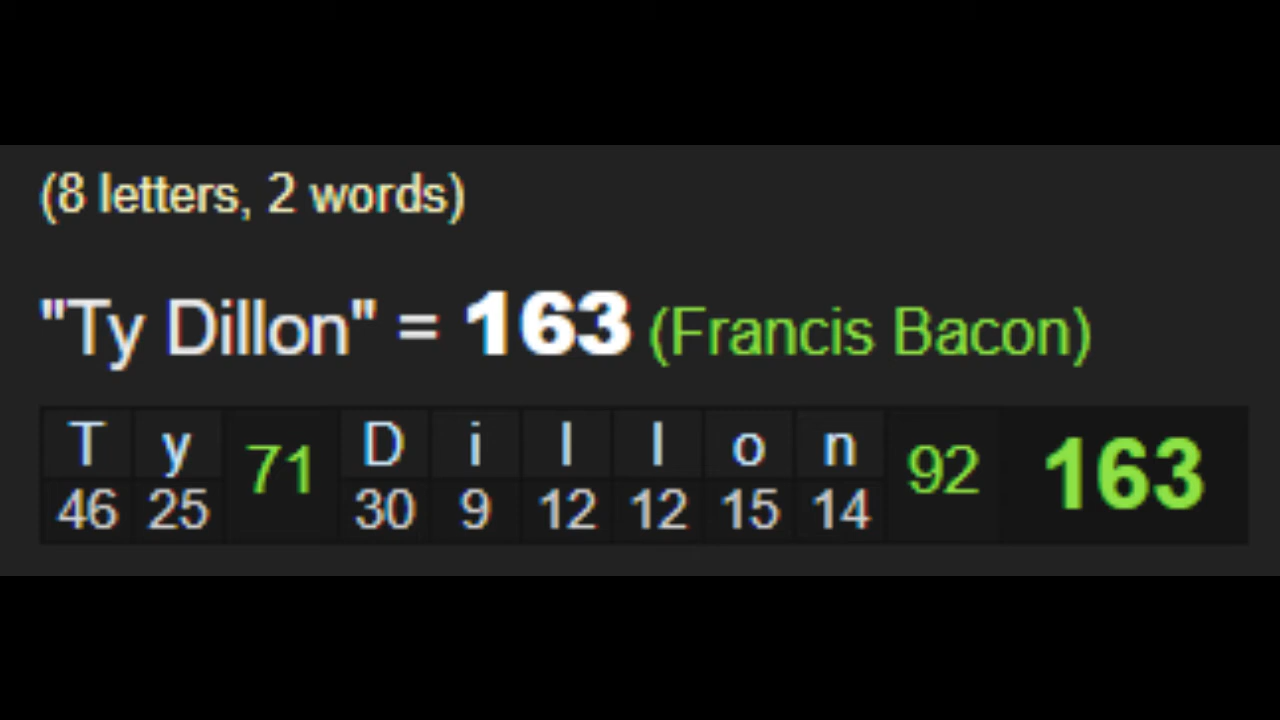 (8 letters, 2 words)
"Ty Dillon" = 163 (Francis Bacon)
T y 71 D i l l o n 92 163
46 25 30 9 12 12 15 14